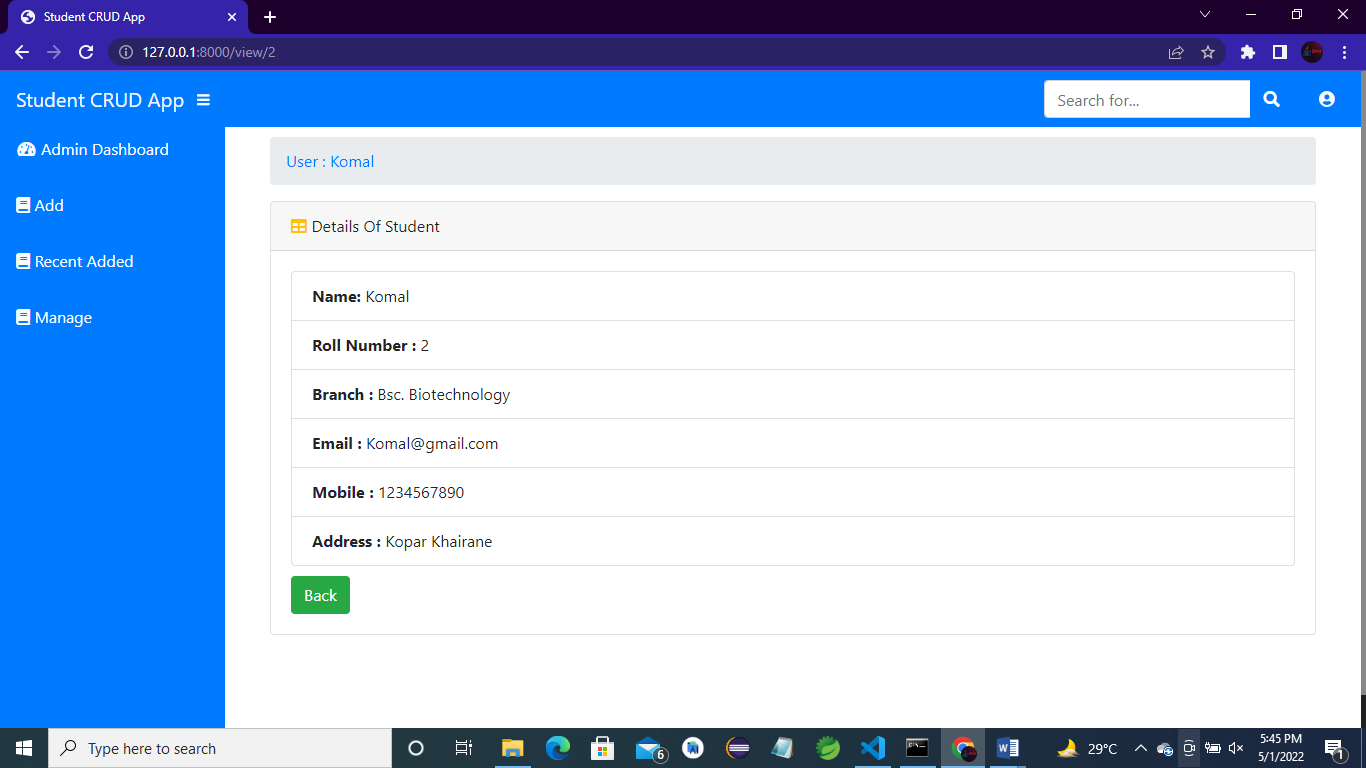 Student CRUD App
127.0.0.1:8000/view/2
Student CRUD App
Search for...
Admin Dashboard
Add
Recent Added
Manage
User : Komal
Details Of Student
Name: Komal
Roll Number : 2
Branch : Bsc. Biotechnology
Email : Komal@gmail.com
Mobile : 1234567890
Address : Kopar Khairane
Back
Type here to search
6
29°C
5:45 PM
5/1/2022
1